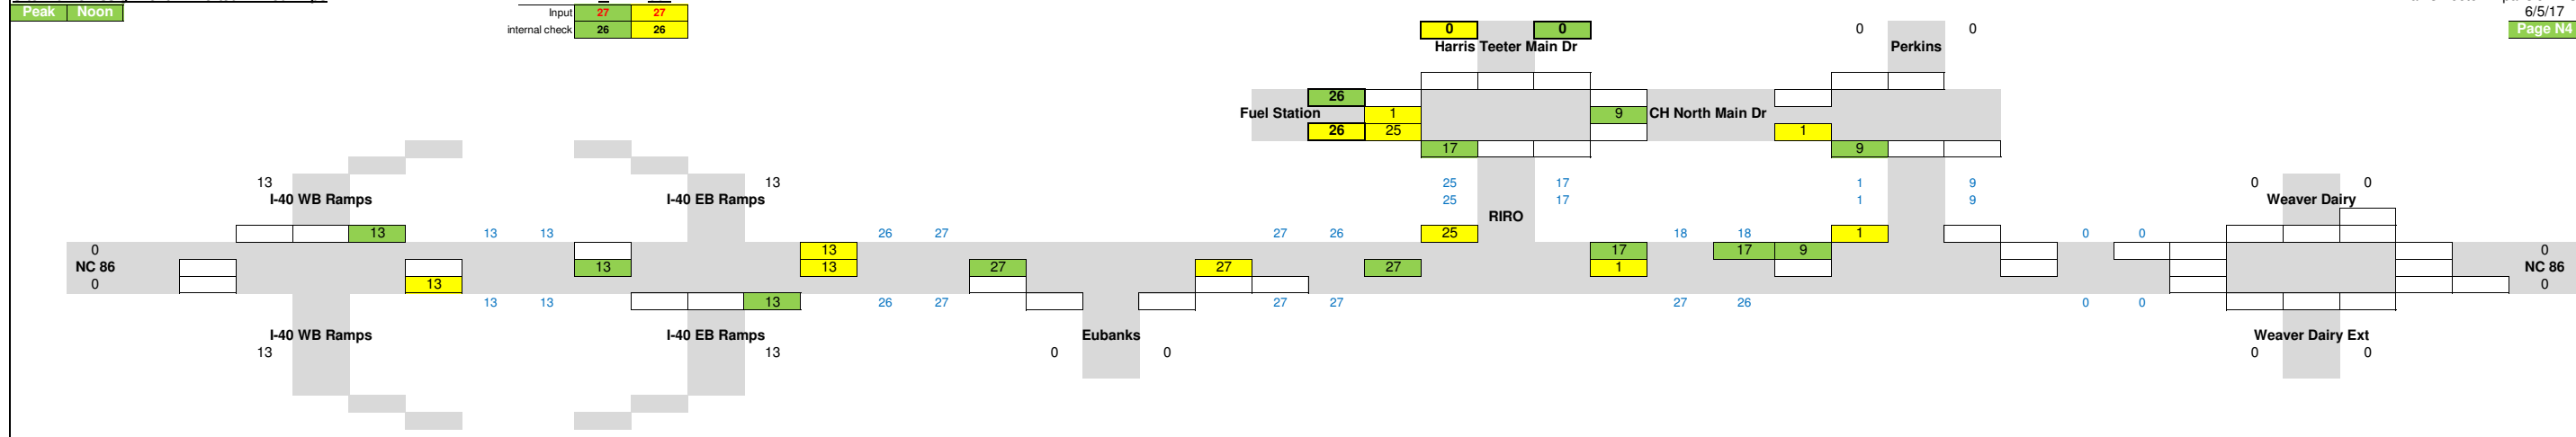 6/5/17
Peak Noon Input 27 27
internal check 26 26 0 0 0 0 Page N4
Harris Teeter Main Dr Perkins
26
Fuel Station 1 9 CH North Main Dr
26 25 1
17 9
13 13 25 17 1 9 0 0
I-40 WB Ramps I-40 EB Ramps 25 17 1 9 Weaver Dairy
RIRO
13 13 13 26 27 27 26 25 18 18 1 0 0
0 13 17 17 9 0
NC 86 13 13 27 27 27 1 NC 86
0 13 0
13 13 13 26 27 27 27 27 26 0 0
I-40 WB Ramps I-40 EB Ramps Eubanks Weaver Dairy Ext
13 13 0 0 0 0